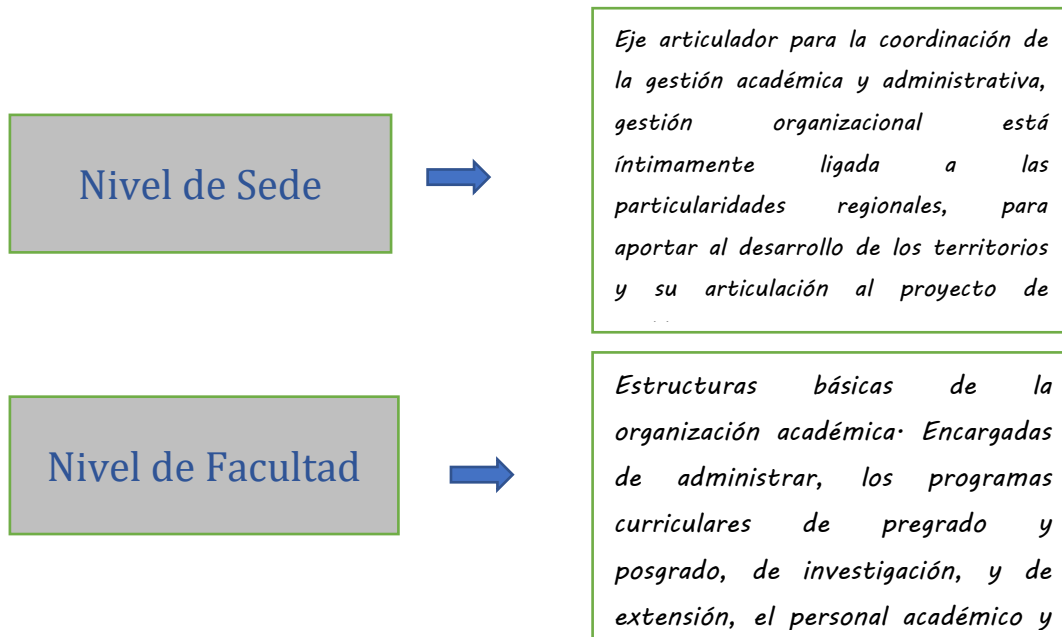 Nivel de Sede
Eje articulador para la coordinación de
la gestión académica y administrativa,
gestión organizacional está
íntimamente ligada a las
particularidades regionales, para
aportar al desarrollo de los territorios
y su articulación al proyecto de
Nivel de Facultad
Estructuras básicas de la
organización académica· Encargadas
de administrar, los programas
curriculares de pregrado y
posgrado, de investigación, y de
extensión, el personal académico y